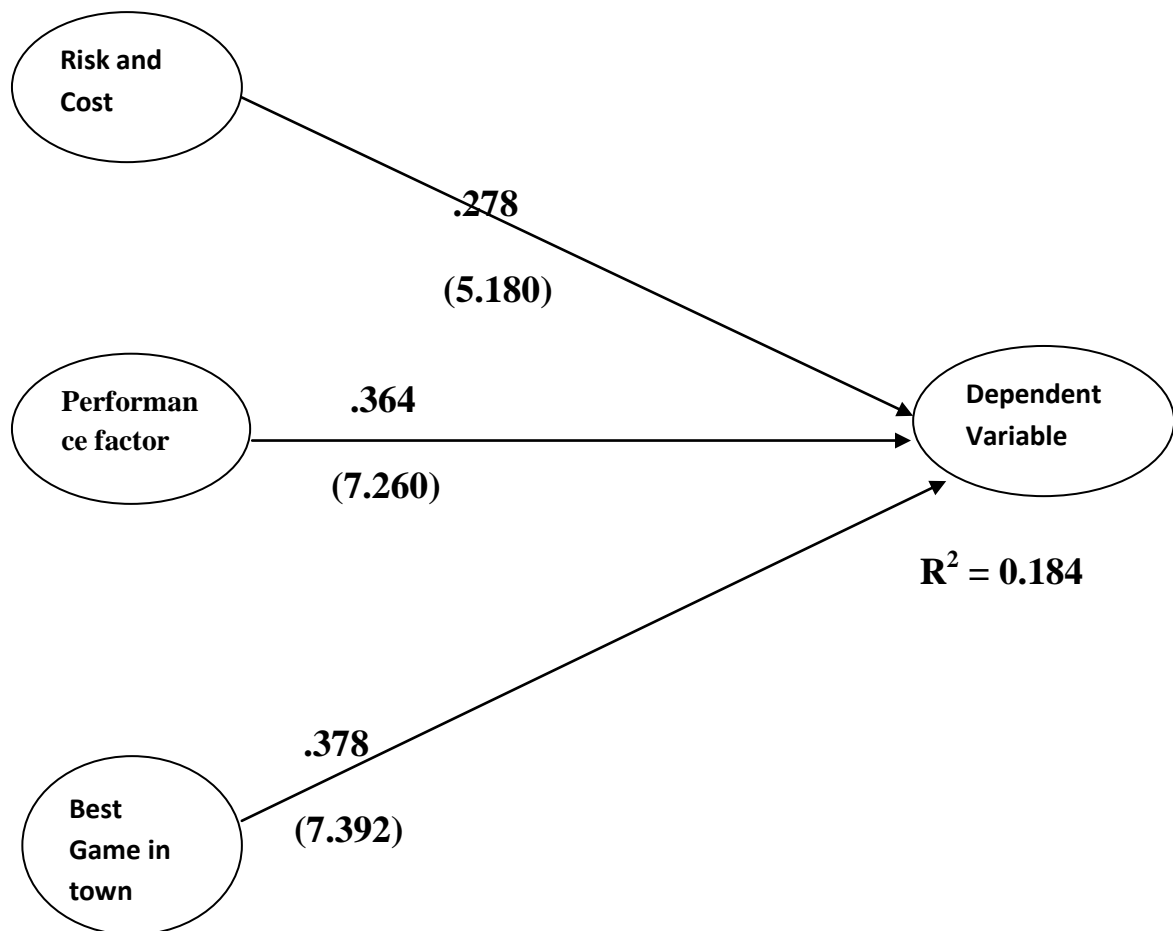 Risk and
Cost
.278
(5.180)
Performan
ce factor
.364
(7.260)
Dependent
Variable
R² = 0.184
.378
(7.392)
Best
Game in
town